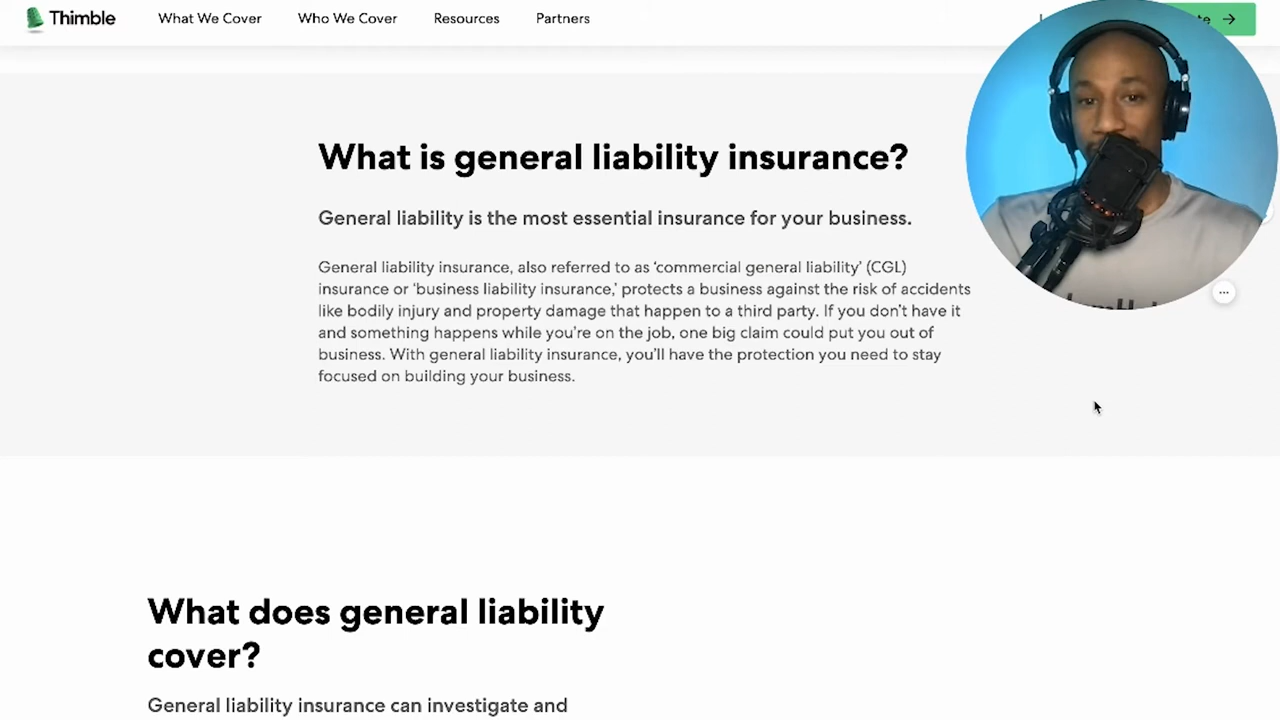 Thimble
What We Cover
Who We Cover
Resources
Partners
What is general liability insurance?
General liability is the most essential insurance for your business.
General liability insurance, also referred to as ‘commercial general liability’ (CGL)
insurance or ‘business liability insurance,’ protects a business against the risk of accidents
like bodily injury and property damage that happen to a third party. If you don’t have it
and something happens while you’re on the job, one big claim could put you out of
business. With general liability insurance, you’ll have the protection you need to stay
focused on building your business.
What does general liability
cover?
General liability insurance can investigate and